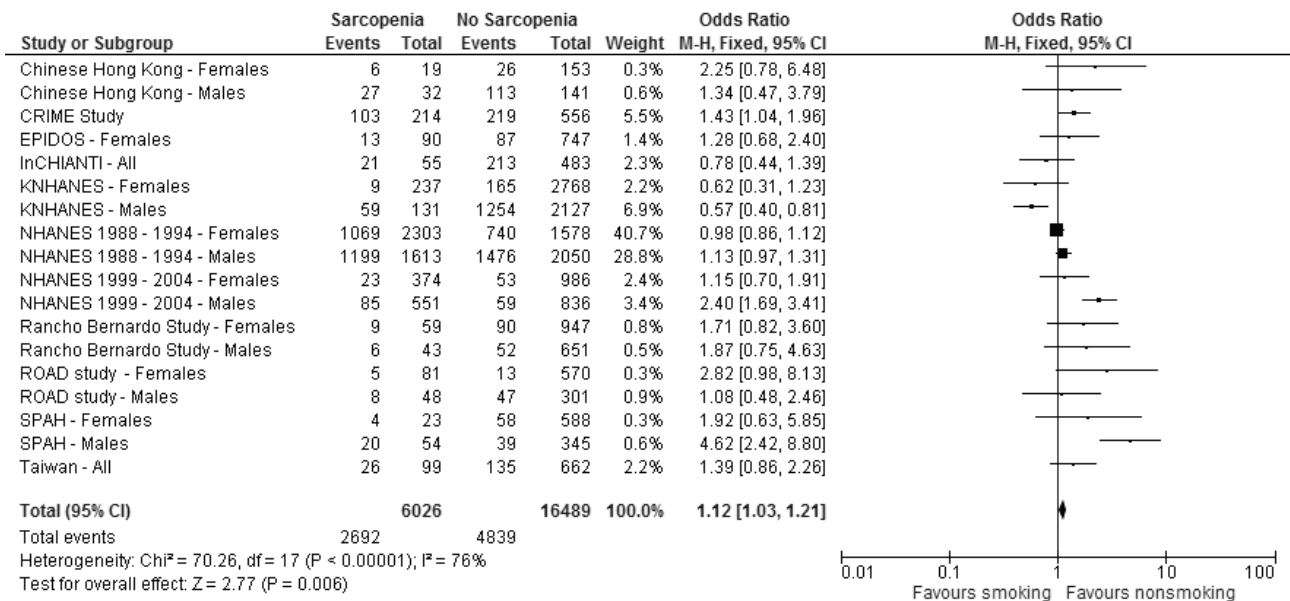 Sarcopenia No Sarcopenia Odds Ratio Odds Ratio
Study or Subgroup Events Total Events Total Weight M-H, Fixed, 95% CI M-H, Fixed, 95% CI
Chinese Hong Kong - Females 6 19 26 153 0.3% 2.25 [0.78, 6.48]
Chinese Hong Kong - Males 27 32 113 141 0.6% 1.34 [0.47, 3.79]
CRIME Study 103 214 219 556 5.5% 1.43 [1.04, 1.96]
EPIDOS - Females 13 90 87 747 1.4% 1.28 [0.68, 2.40]
InCHIANTI - All 21 55 213 483 2.3% 0.78 [0.44, 1.39]
KNHANES - Females 9 237 165 2768 2.2% 0.62 [0.31, 1.23]
KNHANES - Males 59 131 1254 2127 6.9% 0.57 [0.40, 0.81]
NHANES 1988 - 1994 - Females 1069 2303 740 1578 40.7% 0.98 [0.86, 1.12]
NHANES 1988 - 1994 - Males 1199 1613 1476 2050 28.8% 1.13 [0.97, 1.31]
NHANES 1999 - 2004 - Females 23 374 53 986 2.4% 1.15 [0.70, 1.91]
NHANES 1999 - 2004 - Males 85 551 59 836 3.4% 2.40 [1.69, 3.41]
Rancho Bernardo Study - Females 9 59 90 947 0.8% 1.71 [0.82, 3.60]
Rancho Bernardo Study - Males 6 43 52 651 0.5% 1.87 [0.75, 4.63]
ROAD study - Females 5 81 13 570 0.3% 2.82 [0.98, 8.13]
ROAD study - Males 8 48 47 301 0.9% 1.08 [0.48, 2.46]
SPAH - Females 4 23 58 588 0.3% 1.92 [0.63, 5.85]
SPAH - Males 20 54 39 345 0.6% 4.62 [2.42, 8.80]
Taiwan - All 26 99 135 662 2.2% 1.39 [0.86, 2.26]
Total (95% CI) 6026 16489 100.0% 1.12 [1.03, 1.21]
Total events 2692 4839
Heterogeneity: Chi² = 70.26, df = 17 (P < 0.00001); I² = 76%
Test for overall effect: Z = 2.77 (P = 0.006)
0.01 0.1 1 10 100
Favours smoking Favours nonsmoking